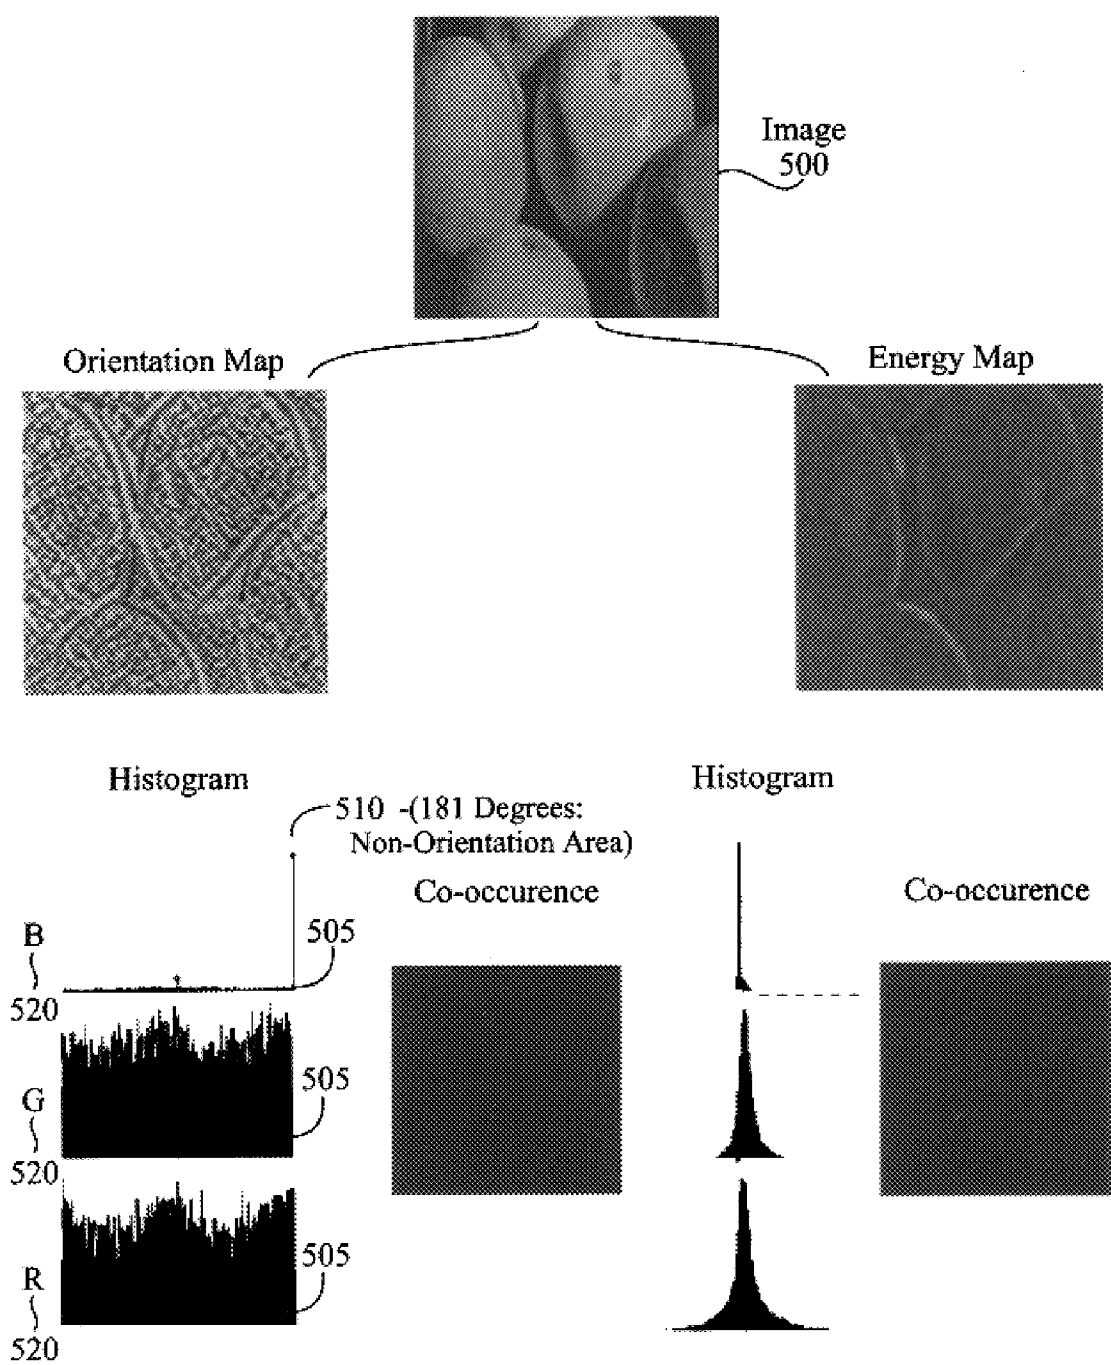 Image
500
Orientation Map
Energy Map
Histogram
Histogram
510 -(181 Degrees:
Non-Orientation Area)
Co-occurence
Co-occurence
B
505
520
G
505
520
R
505
520